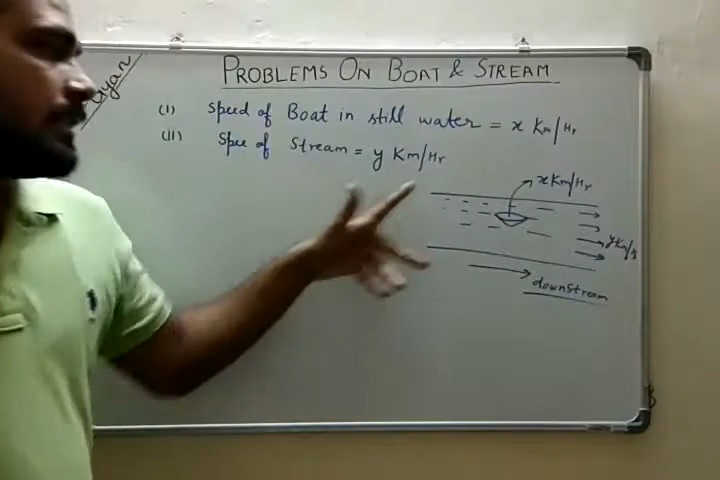 Gyan
PROBLEMS ON BOAT & STREAM
(I) Speed of Boat in still water = x Km/Hr
(II) Spee of Stream = y Km/Hr
x Km/Hr
y Km/
downstream